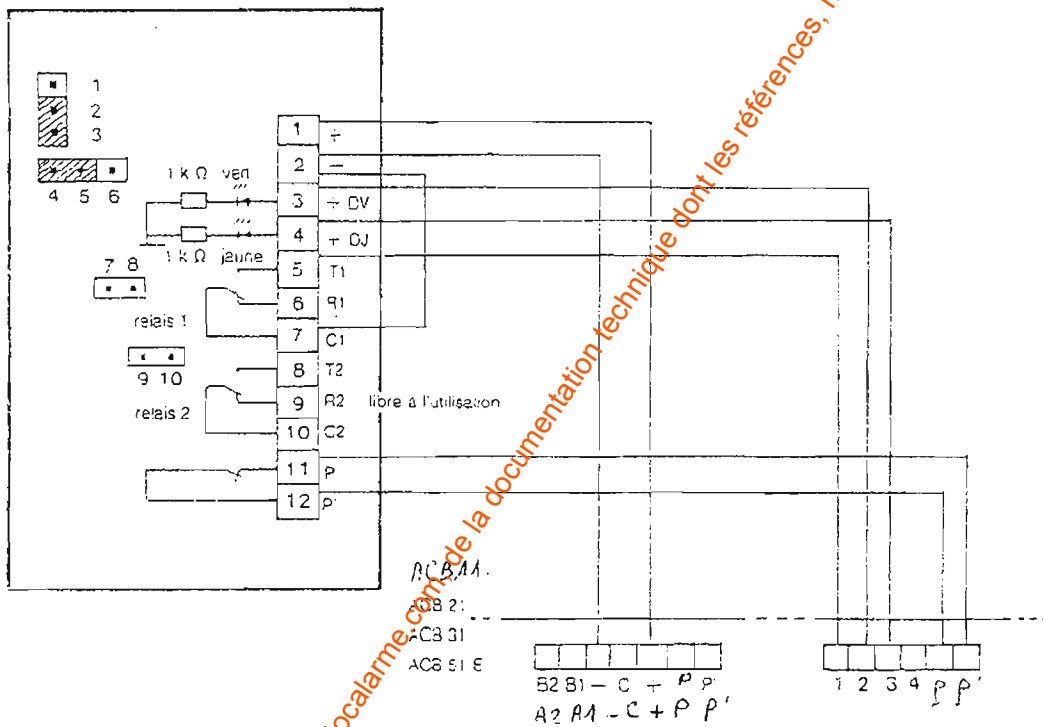 1
2
3
4 5 6
1 k Ω vert
1 k Ω jaune
7 8
relais 1
9 10
relais 2
1 +
2 −
3 + DV
4 + DJ
5 T1
6 R1
7 C1
8 T2
9 R2 libre à l'utilisation
10 C2
11 P
12 P'
ACB 11.
ACB 21
ACB 31
ACB 51 E
B2 B1 − C + P P'
A2 A1 - C + P P'
1 2 3 4 P P'
localarme.com, de la documentation technique dont les références,